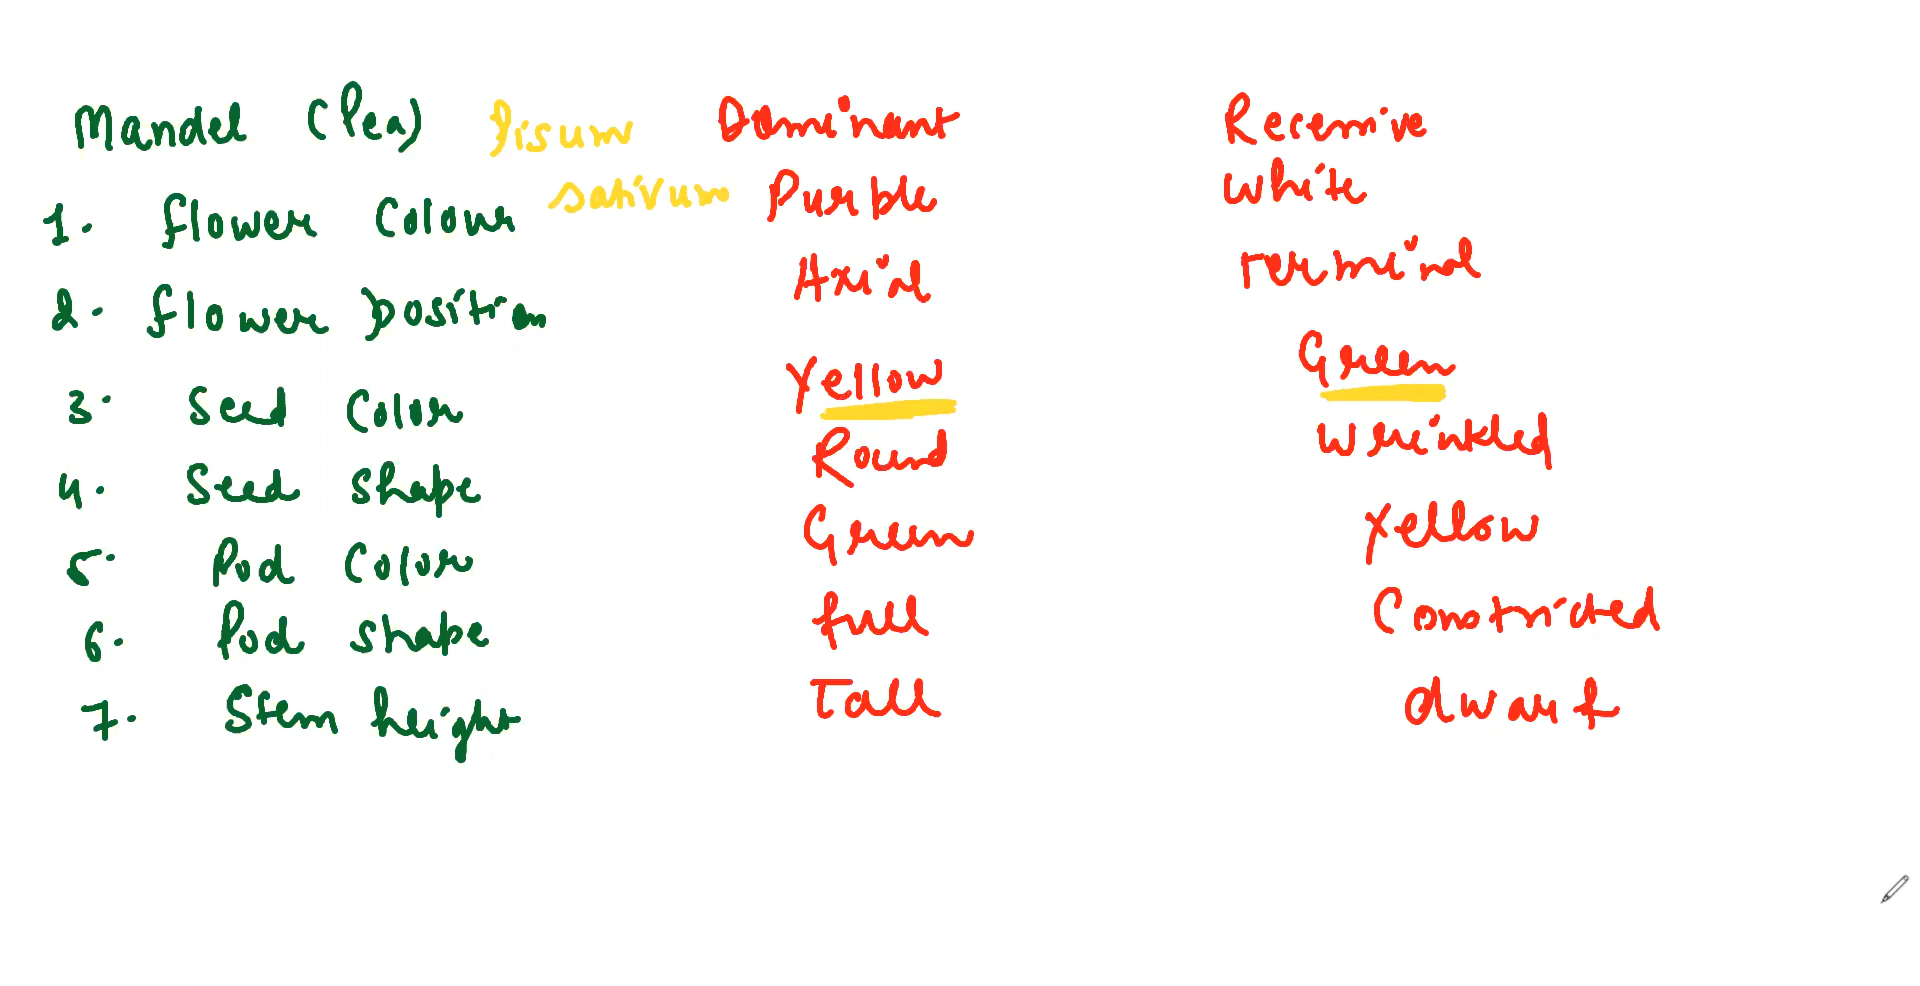 Mandel (Pea) Pisum sativum Dominant Recessive
1. flower Colour Purple White
2. flower position Axial Terminal
3. Seed Color Yellow Green
4. Seed shape Round Wrinkled
5. Pod Color Green Yellow
6. Pod shape full Constricted
7. Stem height Tall dwarf